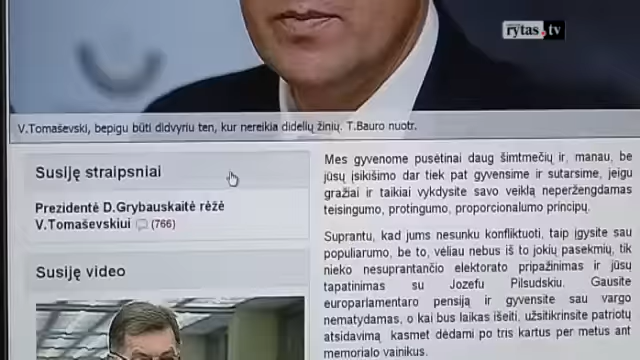 rytas.tv
V.Tomaševski, bepigu būti didvyriu ten, kur nereikia didelių žinių. T.Bauro nuotr.
Susiję straipsniai
Prezidentė D.Grybauskaitė rėžė
V.Tomaševskiui (766)
Susiję video
Mes gyvenome pusėtinai daug šimtmečių ir, manau, be
jūsų įsikišimo dar tiek pat gyvensime ir sutarsime, jeigu
gražiai ir taikiai vykdysite savo veiklą neperžengdamas
teisingumo, protingumo, proporcionalumo principų.
Suprantu, kad jums nesunku konfliktuoti, taip įgysite sau
populiarumo, be to, vėliau nebus iš to jokių pasekmių, tik
nieko nesuprantančio elektorato pripažinimas ir jūsų
tapatinimas su Jozefu Pilsudskiu. Gausite
europarlamentaro pensiją ir gyvensite sau vargo
nematydamas, o kai bus laikas išeiti, užsitikrinsite patriotų
atsidavimą kasmet dėdami po tris kartus per metus ant
memorialo vainikus.